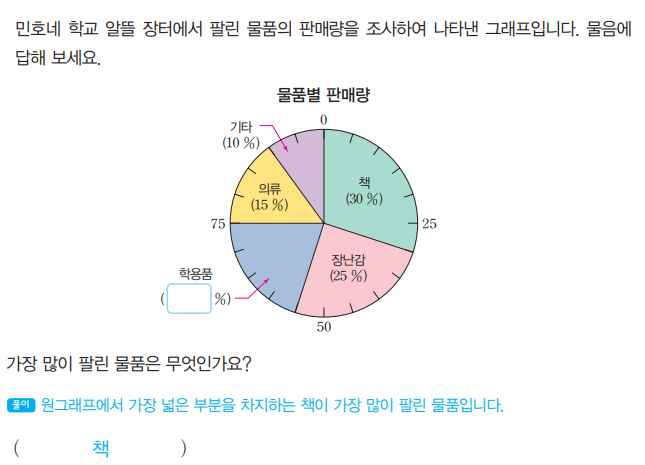 민호네 학교 알뜰 장터에서 팔린 물품의 판매량을 조사하여 나타낸 그래프입니다. 물음에
답해 보세요.
물품별 판매량
0
기타
(10 %)
책
(30 %)
의류
(15 %)
75
25
장난감
(25 %)
학용품
( %)
50
가장 많이 팔린 물품은 무엇인가요?
풀이 원그래프에서 가장 넓은 부분을 차지하는 책이 가장 많이 팔린 물품입니다.
( 책 )